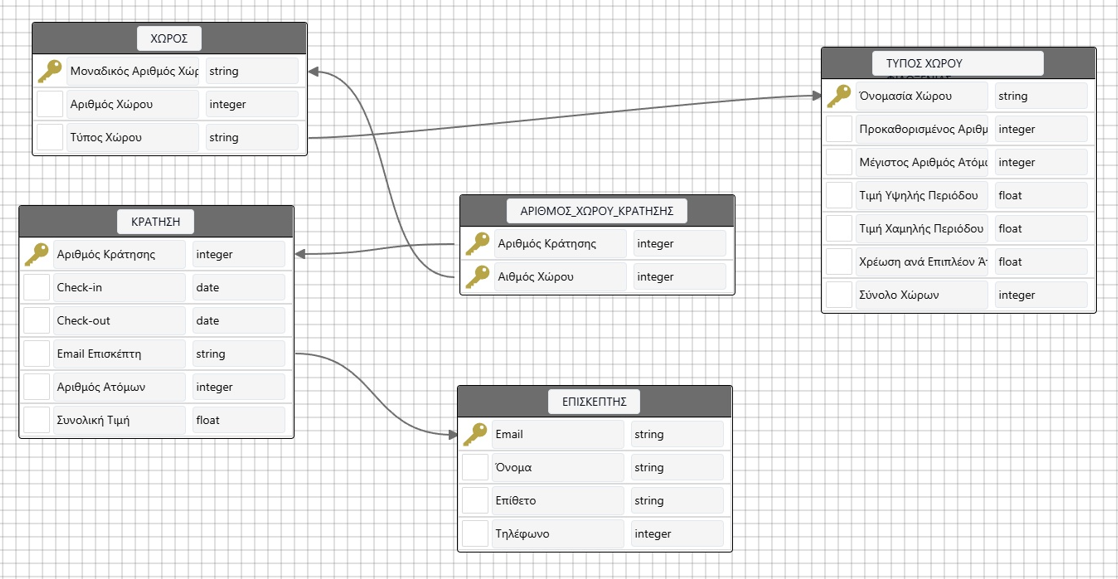 ΧΩΡΟΣ
Μοναδικός Αριθμός Χώρ string
Αριθμός Χώρου integer
Τύπος Χώρου string
ΤΥΠΟΣ ΧΩΡΟΥ
Όνομασία Χώρου string
Προκαθορισμένος Αριθμ integer
Μέγιστος Αριθμός Ατόμω integer
Τιμή Υψηλής Περιόδου float
Τιμή Χαμηλής Περιόδου float
Χρέωση ανά Επιπλέον Άτ float
Σύνολο Χώρων integer
ΚΡΑΤΗΣΗ
Αριθμός Κράτησης integer
Check-in date
Check-out date
Email Επισκέπτη string
Αριθμός Ατόμων integer
Συνολική Τιμή float
ΑΡΙΘΜΟΣ_ΧΩΡΟΥ_ΚΡΑΤΗΣΗΣ
Αριθμός Κράτησης integer
Αιθμός Χώρου integer
ΕΠΙΣΚΕΠΤΗΣ
Email string
Όνομα string
Επίθετο string
Τηλέφωνο integer